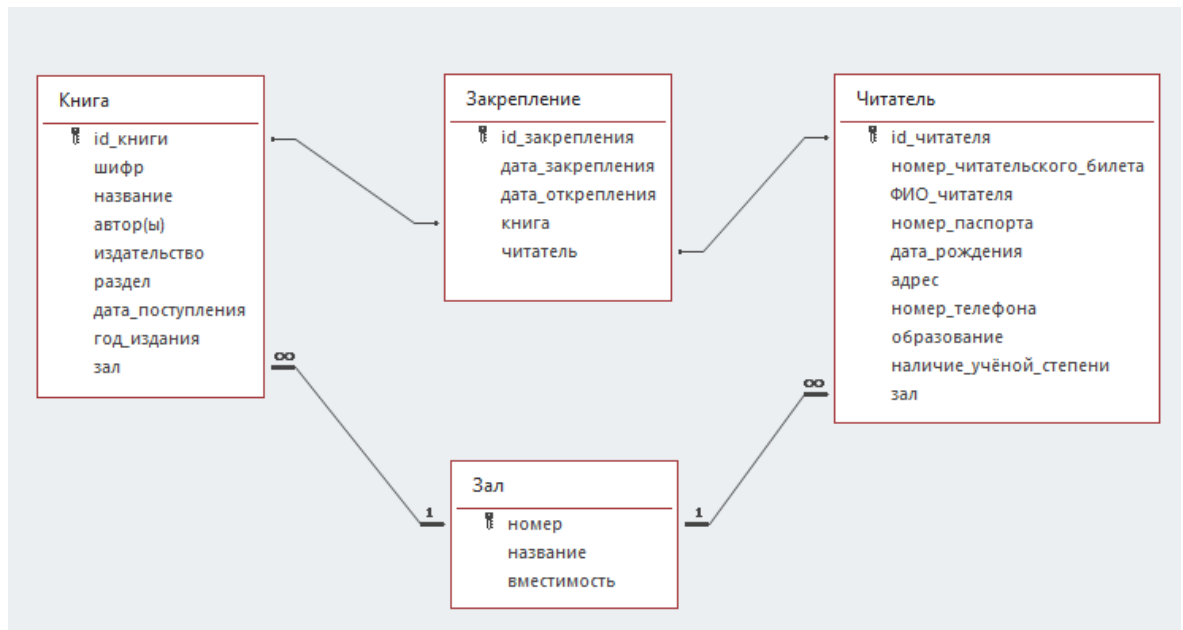 Книга
id_книги
шифр
название
автор(ы)
издательство
раздел
дата_поступления
год_издания
зал
Закрепление
id_закрепления
дата_закрепления
дата_открепления
книга
читатель
Читатель
id_читателя
номер_читательского_билета
ФИО_читателя
номер_паспорта
дата_рождения
адрес
номер_телефона
образование
наличие_учёной_степени
зал
∞
∞
1
1
Зал
номер
название
вместимость